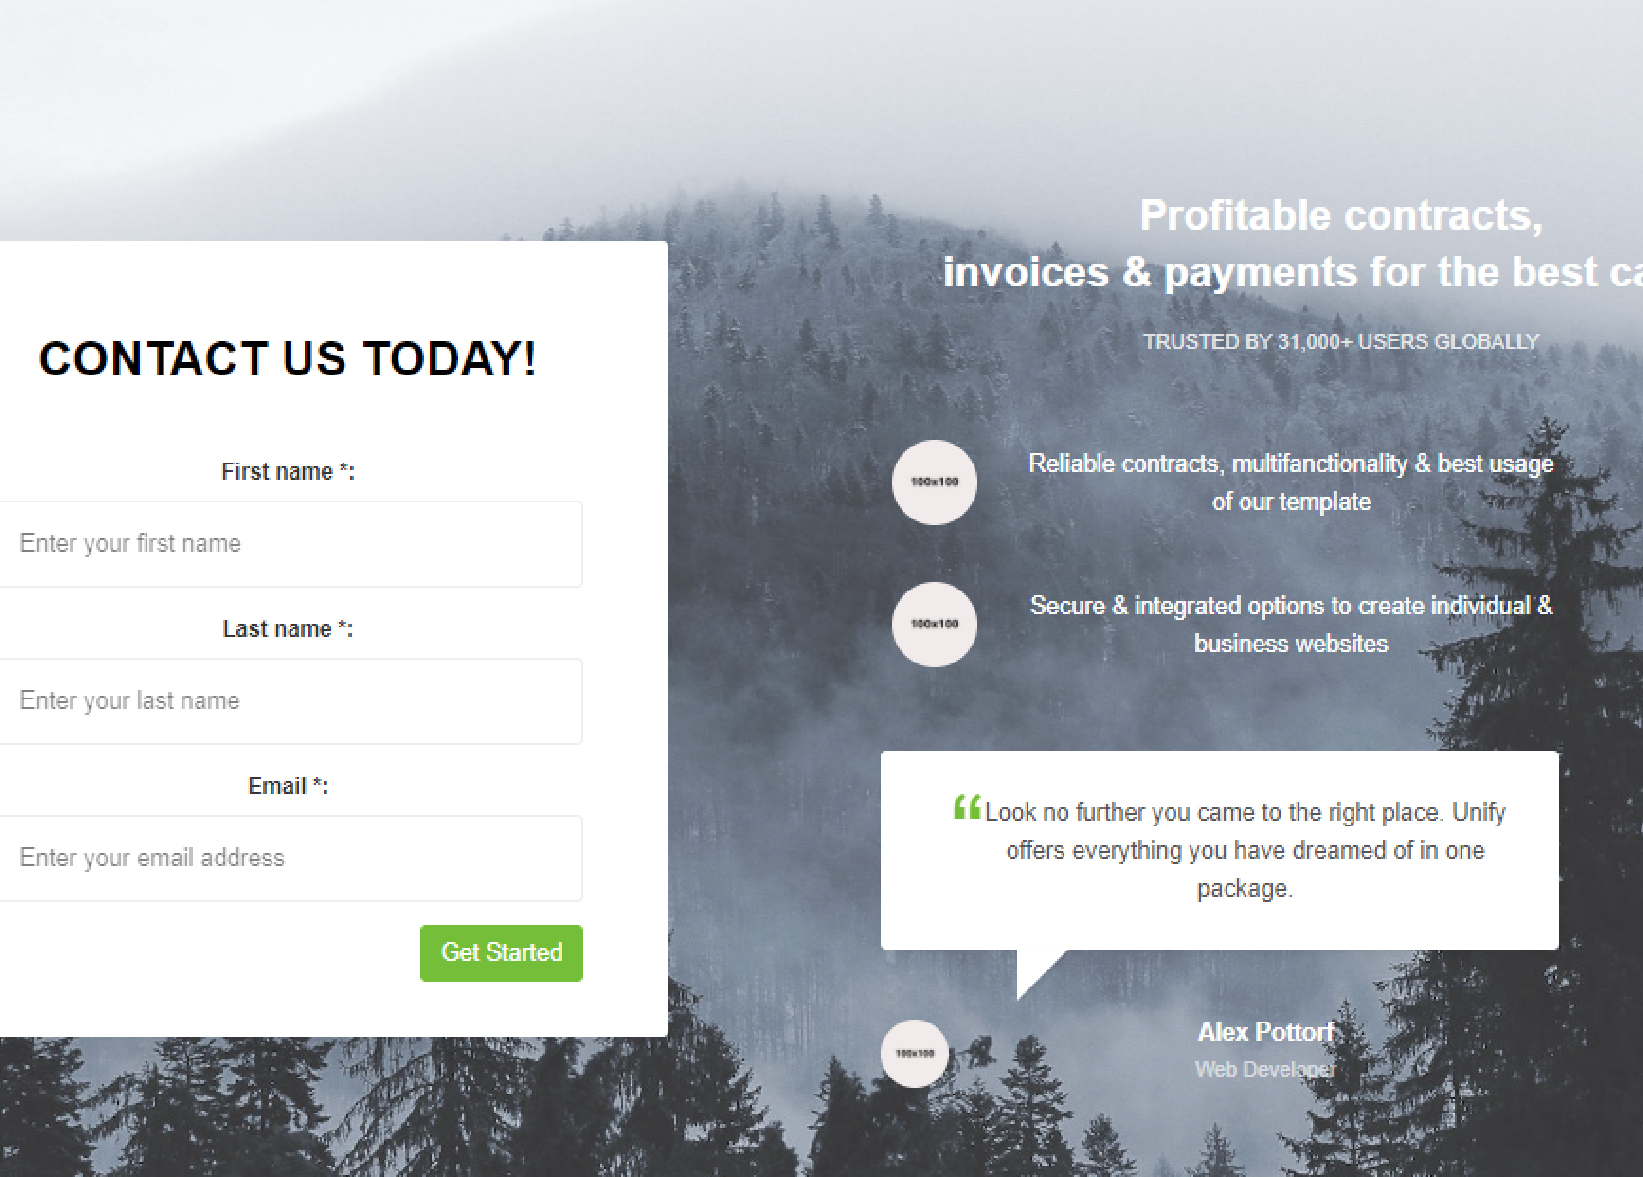 CONTACT US TODAY!
First name *:
Enter your first name
Last name *:
Enter your last name
Email *:
Enter your email address
Get Started
Profitable contracts,
invoices & payments for the best
TRUSTED BY 31,000+ USERS GLOBALLY
100x100
Reliable contracts, multifanctionality & best usage
of our template
100x100
Secure & integrated options to create individual &
business websites
“Look no further you came to the right place. Unify
offers everything you have dreamed of in one
package.
100x100
Alex Pottorf
Web Developer